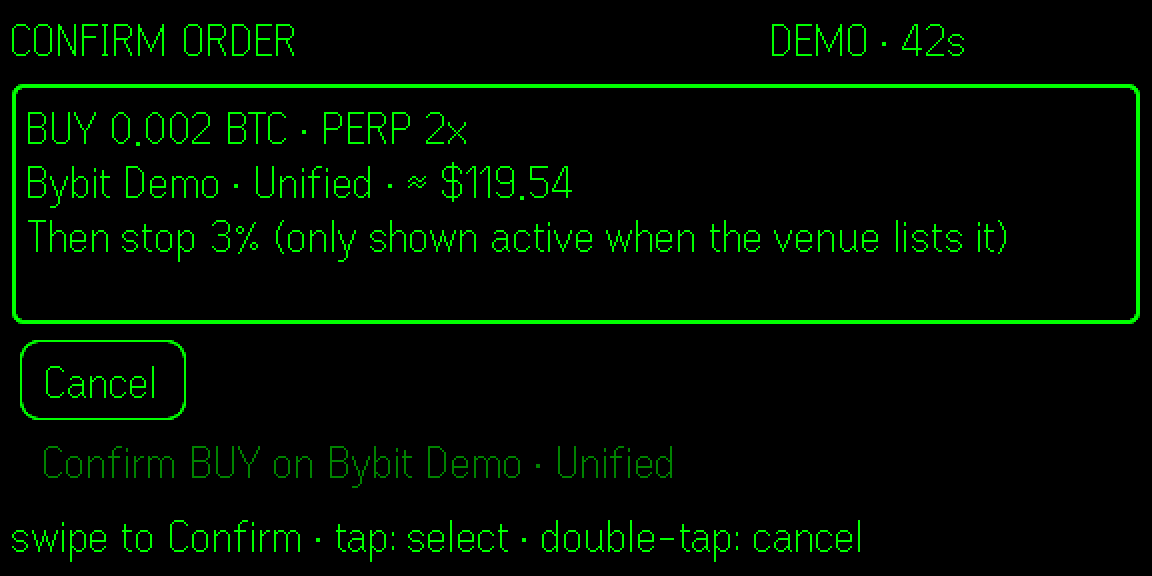 CONFIRM ORDER DEMO · 42s
BUY 0.002 BTC · PERP 2x
Bybit Demo · Unified · ≈ $119.54
Then stop 3% (only shown active when the venue lists it)
Cancel
Confirm BUY on Bybit Demo · Unified
swipe to Confirm · tap: select · double-tap: cancel